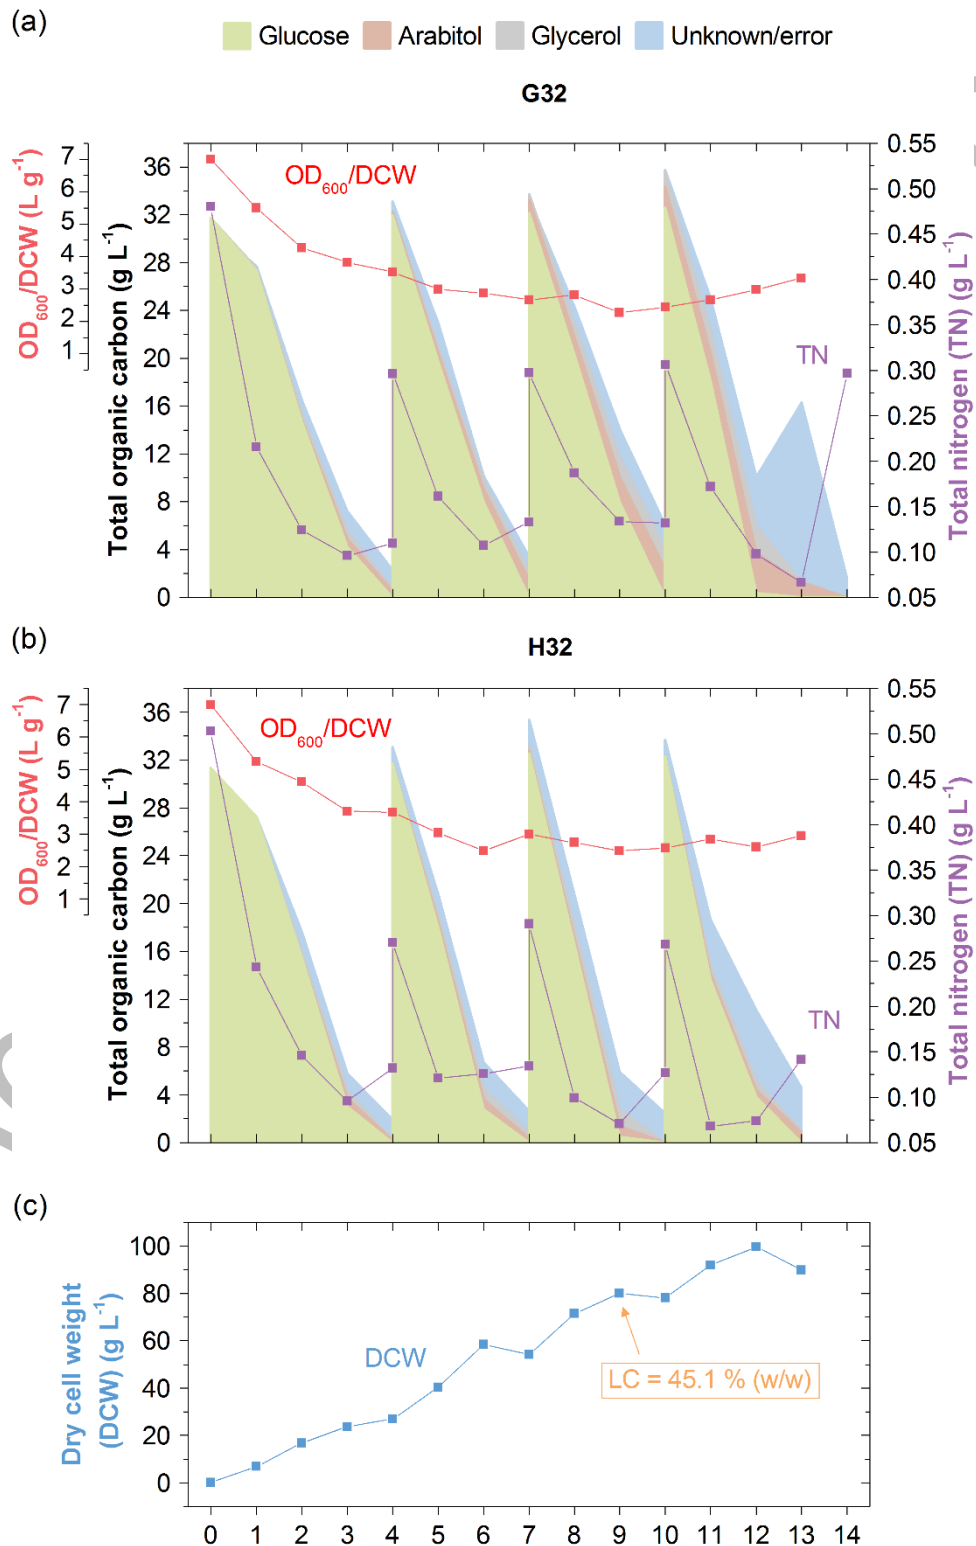 (a)
Glucose Arabitol Glycerol Unknown/error
G32
OD600/DCW (L g-1)
7
6
5
4
3
2
1
Total organic carbon (g L-1)
36
32
28
24
20
16
12
8
4
0
OD600/DCW
TN
0.55
0.50
0.45
0.40
0.35
0.30
0.25
0.20
0.15
0.10
0.05
Total nitrogen (TN) (g L-1)
(b)
H32
OD600/DCW (L g-1)
7
6
5
4
3
2
1
Total organic carbon (g L-1)
36
32
28
24
20
16
12
8
4
0
OD600/DCW
TN
0.55
0.50
0.45
0.40
0.35
0.30
0.25
0.20
0.15
0.10
0.05
Total nitrogen (TN) (g L-1)
(c)
Dry cell weight
(DCW) (g L-1)
100
80
60
40
20
0
DCW
LC = 45.1 % (w/w)
0 1 2 3 4 5 6 7 8 9 10 11 12 13 14